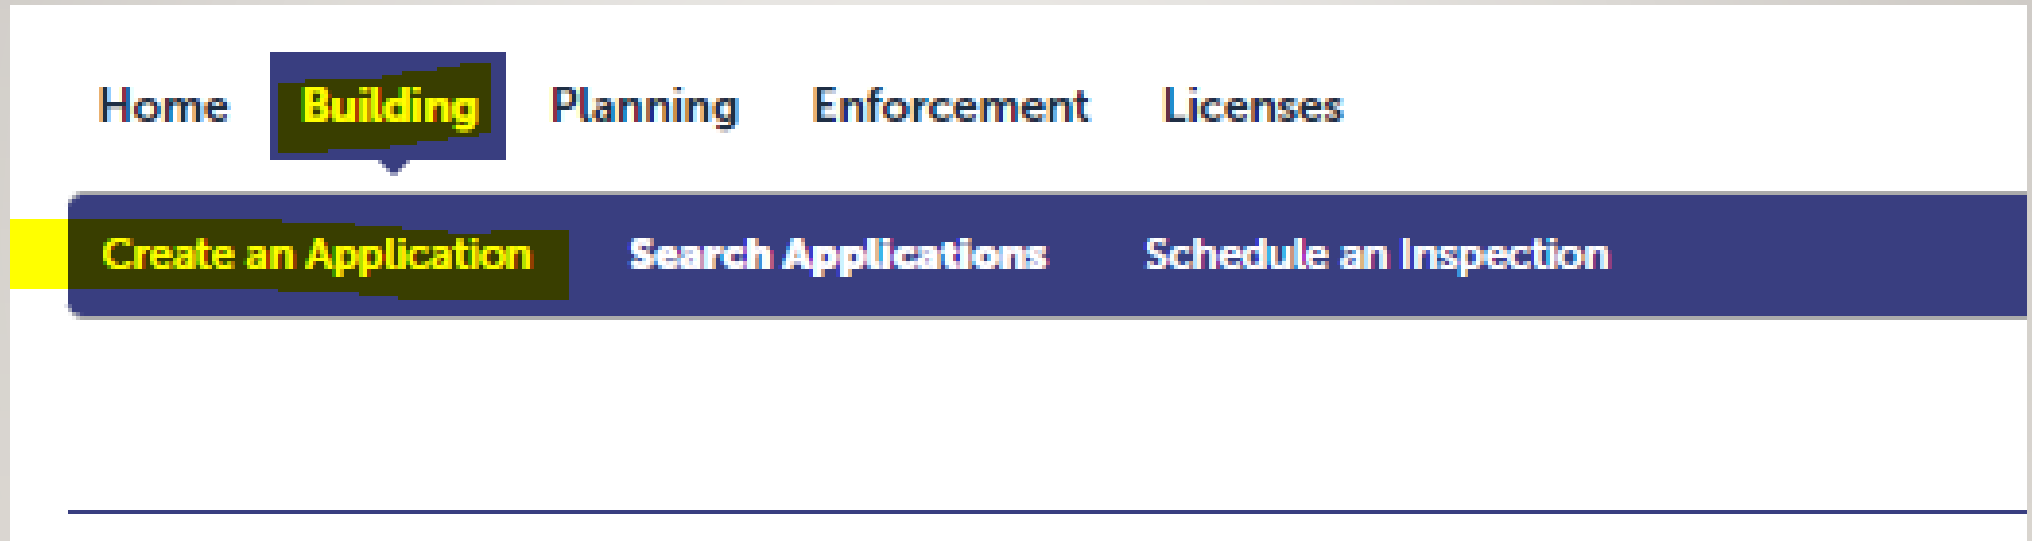 Home Building Planning Enforcement Licenses
Create an Application Search Applications Schedule an Inspection